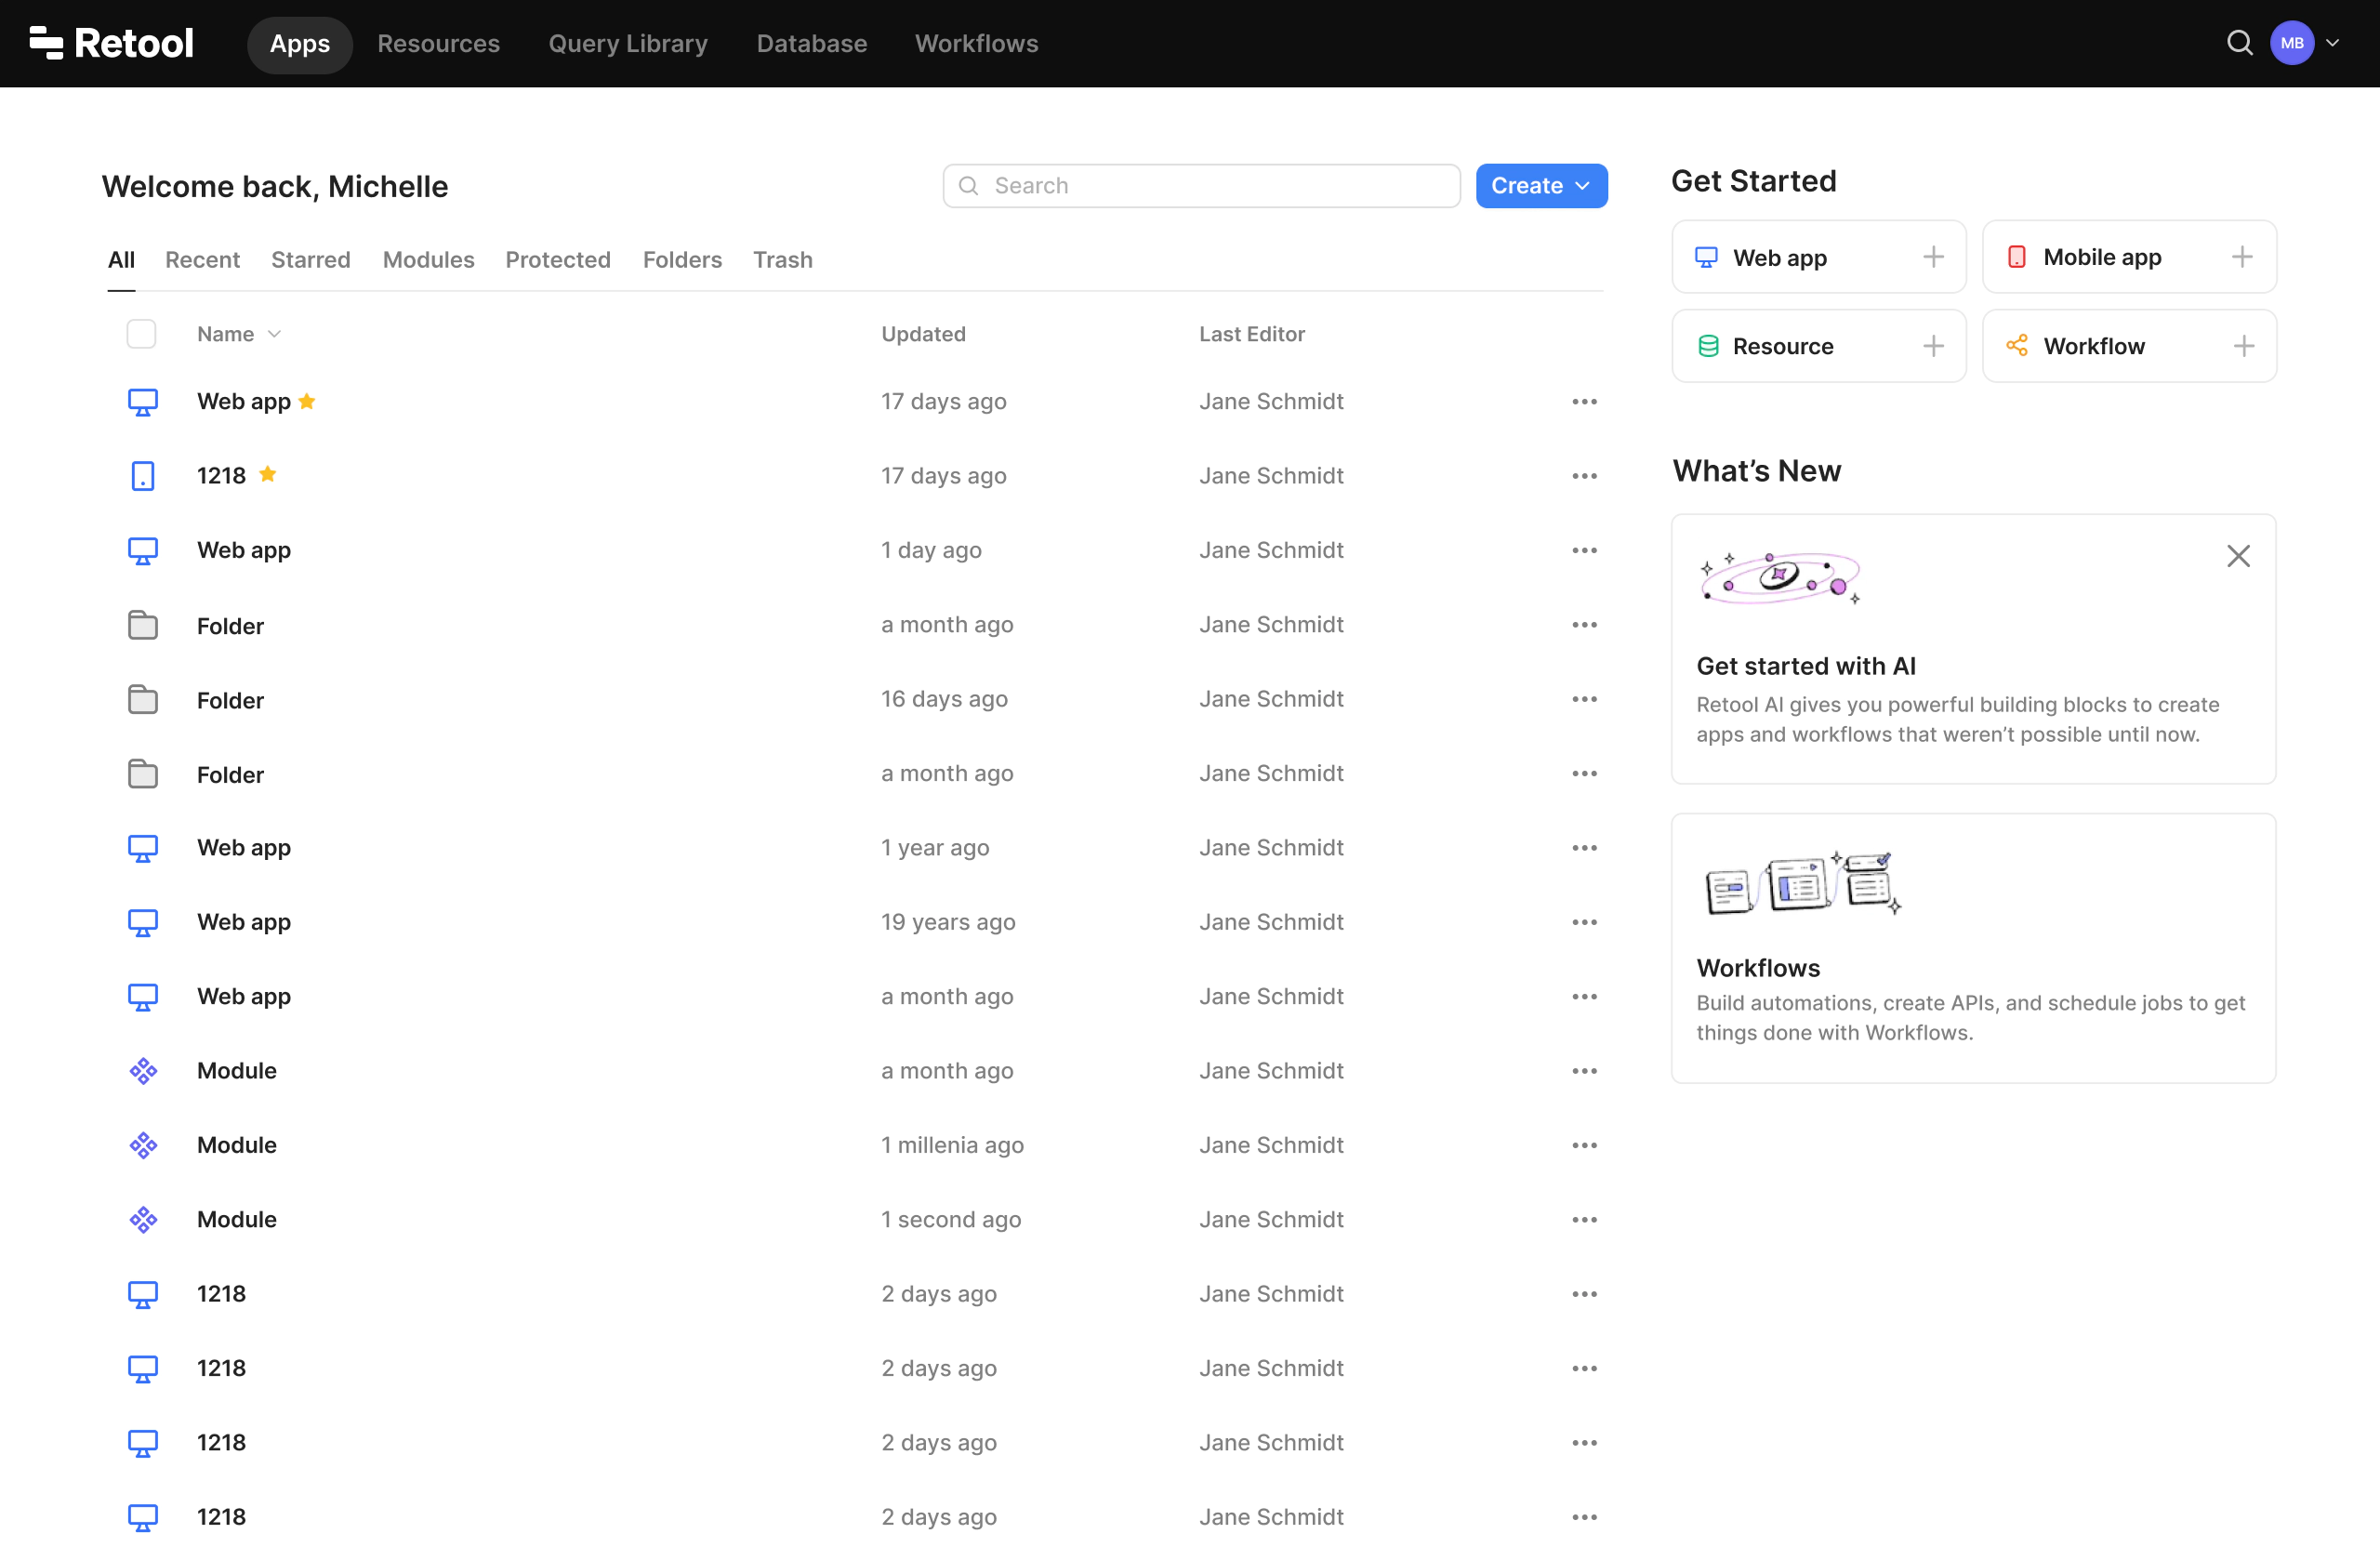 Retool Apps Resources Query Library Database Workflows MB
Welcome back, Michelle
Search
Create
All Recent Starred Modules Protected Folders Trash
Name Updated Last Editor
Web app 17 days ago Jane Schmidt
1218 17 days ago Jane Schmidt
Web app 1 day ago Jane Schmidt
Folder a month ago Jane Schmidt
Folder 16 days ago Jane Schmidt
Folder a month ago Jane Schmidt
Web app 1 year ago Jane Schmidt
Web app 19 years ago Jane Schmidt
Web app a month ago Jane Schmidt
Module a month ago Jane Schmidt
Module 1 millenia ago Jane Schmidt
Module 1 second ago Jane Schmidt
1218 2 days ago Jane Schmidt
1218 2 days ago Jane Schmidt
1218 2 days ago Jane Schmidt
1218 2 days ago Jane Schmidt
Get Started
Web app
Mobile app
Resource
Workflow
What’s New
Get started with AI
Retool AI gives you powerful building blocks to create
apps and workflows that weren’t possible until now.
Workflows
Build automations, create APIs, and schedule jobs to get
things done with Workflows.